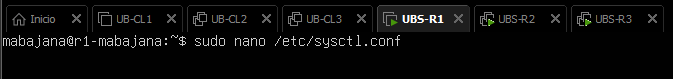 Inicio UB-CL1 UB-CL2 UB-CL3 UBS-R1 UBS-R2 UBS-R3
mabajana@r1-mabajana:~$ sudo nano /etc/sysctl.conf